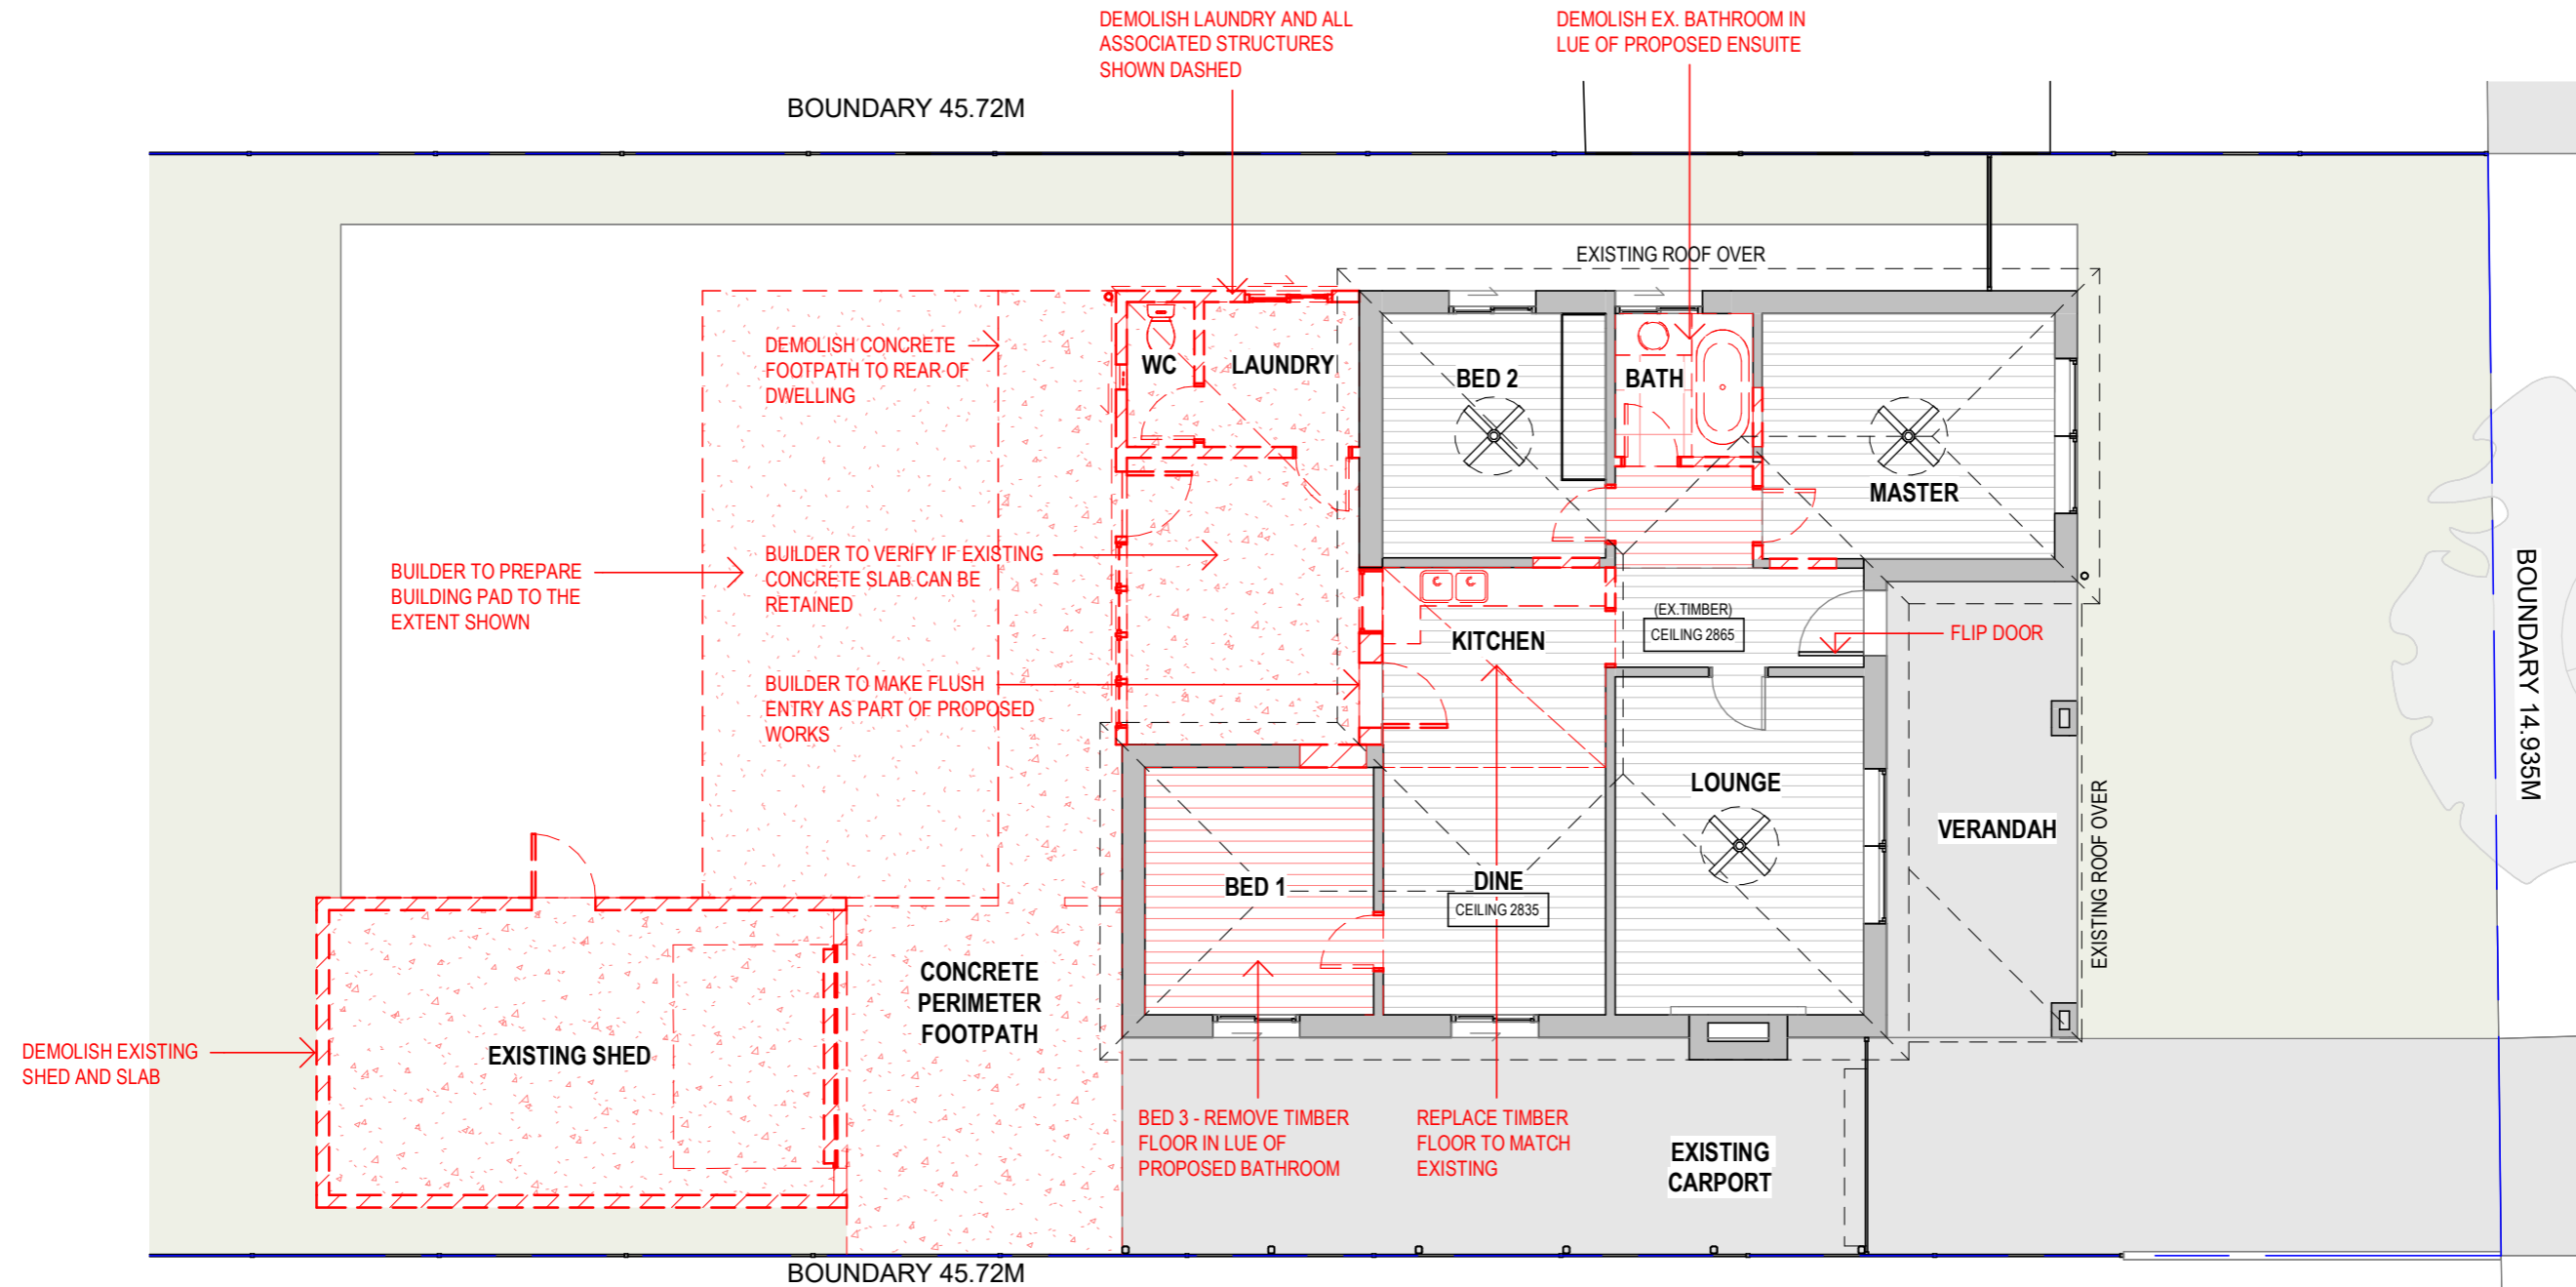 DEMOLISH LAUNDRY AND ALL
ASSOCIATED STRUCTURES
SHOWN DASHED
DEMOLISH EX. BATHROOM IN
LUE OF PROPOSED ENSUITE
BOUNDARY 45.72M
EXISTING ROOF OVER
DEMOLISH CONCRETE
FOOTPATH TO REAR OF
DWELLING
WC
LAUNDRY
BED 2
BATH
MASTER
BUILDER TO PREPARE
BUILDING PAD TO THE
EXTENT SHOWN
BUILDER TO VERIFY IF EXISTING
CONCRETE SLAB CAN BE
RETAINED
BUILDER TO MAKE FLUSH
ENTRY AS PART OF PROPOSED
WORKS
KITCHEN
(EX.TIMBER)
CEILING 2865
FLIP DOOR
BOUNDARY 14.935M
LOUNGE
VERANDAH
EXISTING ROOF OVER
BED 1
DINE
CEILING 2835
CONCRETE
PERIMETER
FOOTPATH
EXISTING SHED
DEMOLISH EXISTING
SHED AND SLAB
BED 3 - REMOVE TIMBER
FLOOR IN LUE OF
PROPOSED BATHROOM
REPLACE TIMBER
FLOOR TO MATCH
EXISTING
EXISTING
CARPORT
BOUNDARY 45.72M